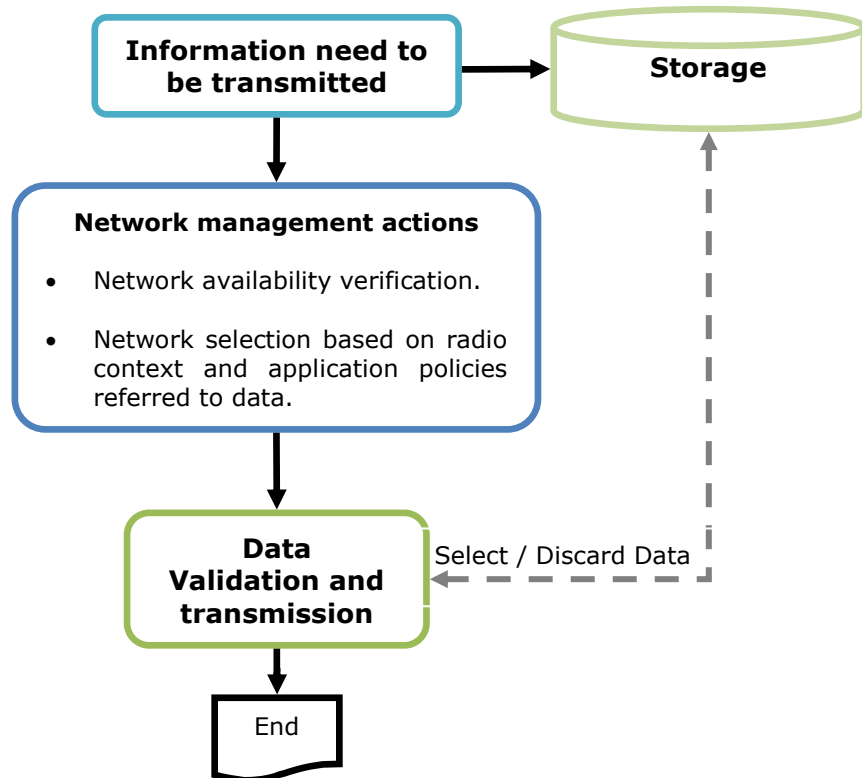 Information need to
be transmitted
Storage
Network management actions
• Network availability verification.
• Network selection based on radio
context and application policies
referred to data.
Data
Validation and
transmission
Select / Discard Data
End